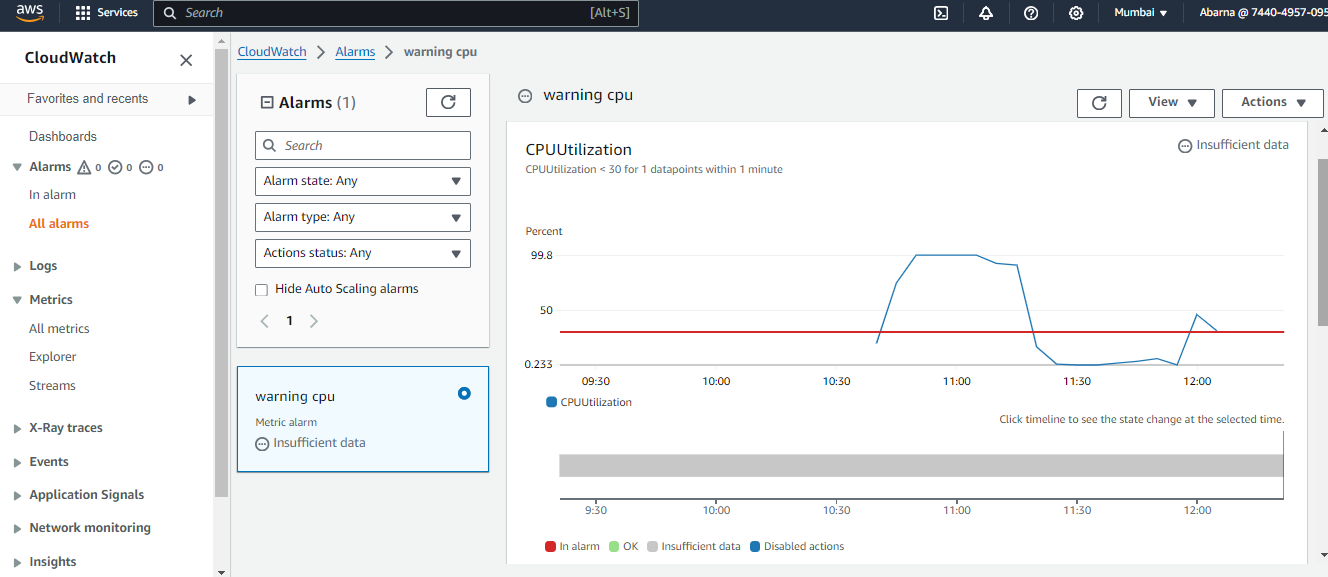 aws
Services
Search
[Alt+S]
Mumbai
Abarna @ 7440-4957-095
CloudWatch
Favorites and recents
Dashboards
Alarms 0 0 0
In alarm
All alarms
Logs
Metrics
All metrics
Explorer
Streams
X-Ray traces
Events
Application Signals
Network monitoring
Insights
CloudWatch Alarms warning cpu
Alarms (1)
Search
Alarm state: Any
Alarm type: Any
Actions status: Any
Hide Auto Scaling alarms
1
warning cpu
Metric alarm
Insufficient data
warning cpu
View
Actions
CPUUtilization
Insufficient data
CPUUtilization < 30 for 1 datapoints within 1 minute
Percent
99.8
50
0.233
09:30 10:00 10:30 11:00 11:30 12:00
CPUUtilization
Click timeline to see the state change at the selected time.
9:30 10:00 10:30 11:00 11:30 12:00
In alarm OK Insufficient data Disabled actions